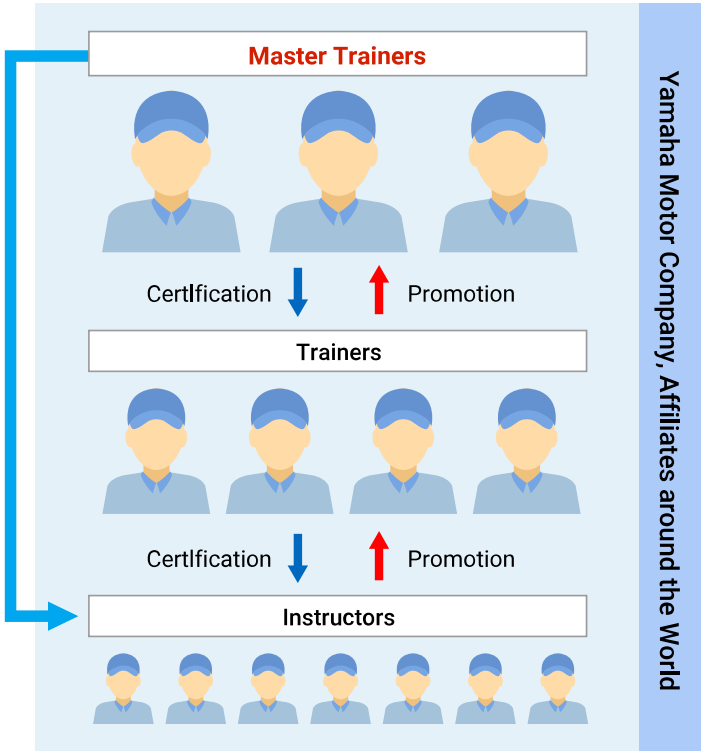 Master Trainers
CertIfication
Promotion
Trainers
CertIfication
Promotion
Instructors
Yamaha Motor Company, Affiliates around the World